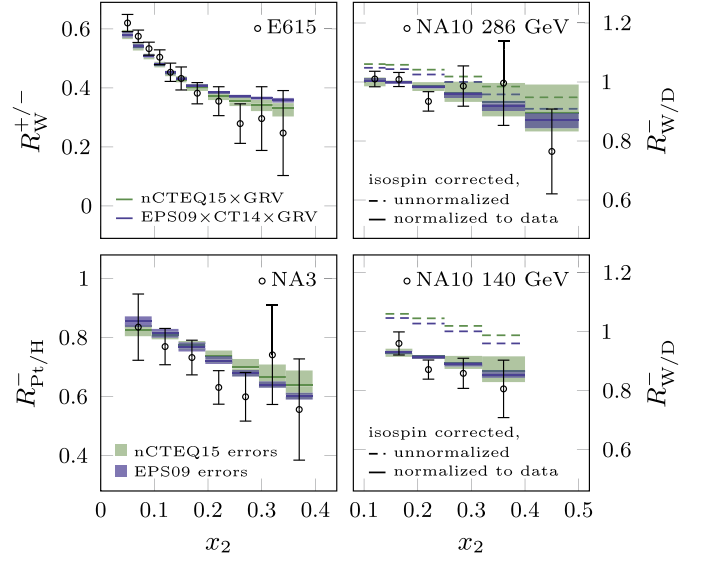 E615
0.6
0.4
0.2
0
R_W^{+/−}
nCTEQ15×GRV
EPS09×CT14×GRV
NA10 286 GeV
1.2
1
0.8
0.6
R^−_{W/D}
isospin corrected,
unnormalized
normalized to data
NA3
1
0.8
0.6
0.4
R^−_{Pt/H}
nCTEQ15 errors
EPS09 errors
0 0.1 0.2 0.3 0.4
x_2
NA10 140 GeV
1.2
1
0.8
0.6
R^−_{W/D}
isospin corrected,
unnormalized
normalized to data
0.1 0.2 0.3 0.4 0.5
x_2